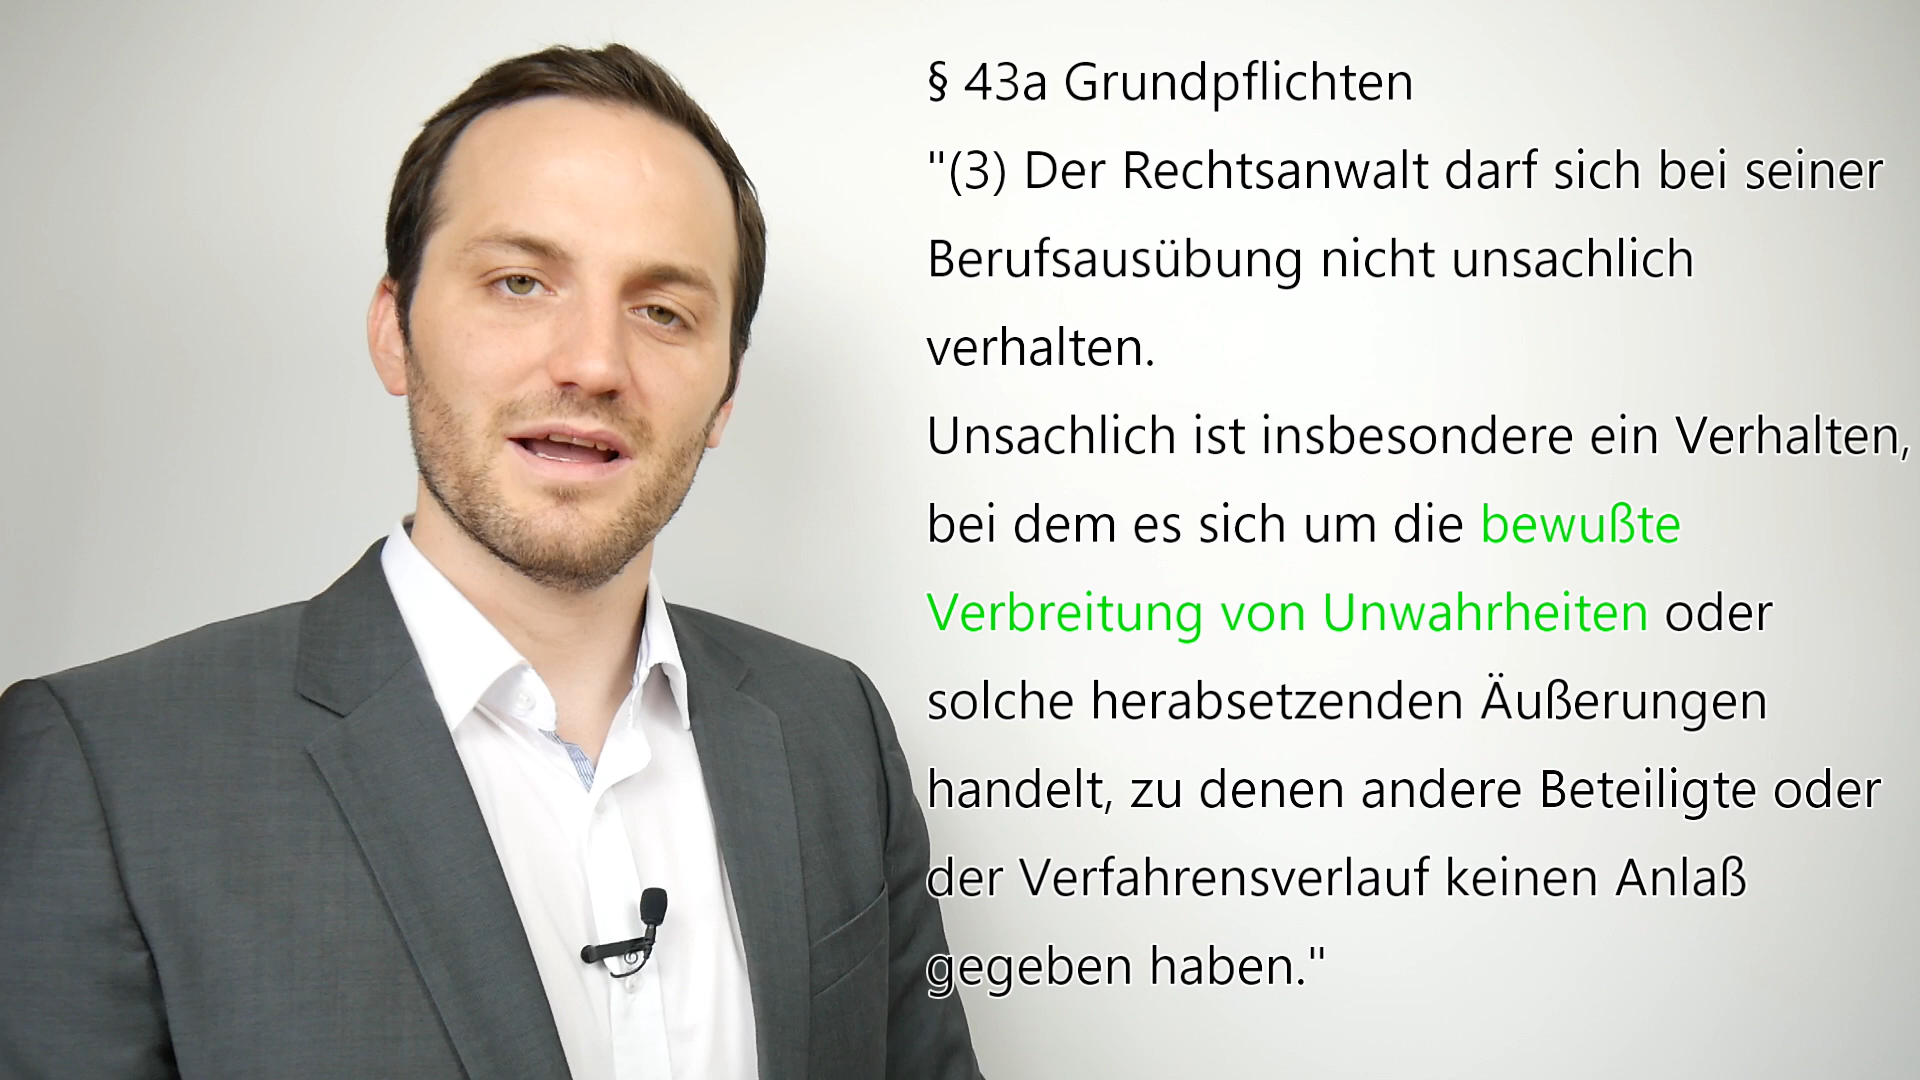 § 43a Grundpflichten
"(3) Der Rechtsanwalt darf sich bei seiner
Berufsausübung nicht unsachlich
verhalten.
Unsachlich ist insbesondere ein Verhalten,
bei dem es sich um die bewußte
Verbreitung von Unwahrheiten oder
solche herabsetzenden Äußerungen
handelt, zu denen andere Beteiligte oder
der Verfahrensverlauf keinen Anlaß
gegeben haben."